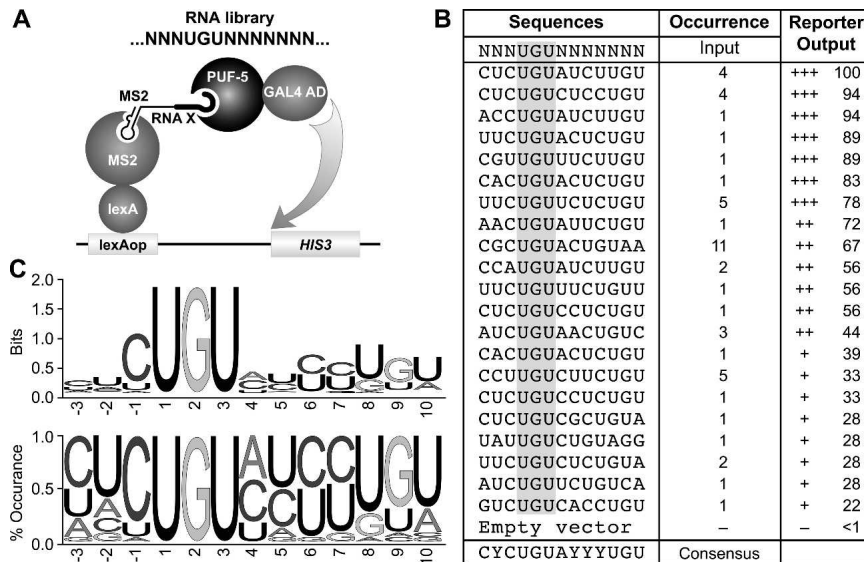 A
RNA library
...NNNUGUNNNNNNN...
PUF-5
GAL4 AD
MS2
RNA X
MS2
lexA
lexAop
HIS3
B
Sequences Occurrence Reporter Output
NNNUGUNNNNNNN Input
CUCUGUAUCUUGU 4 +++ 100
CUCUGUCUCCUGU 4 +++ 94
ACCUGUAUCUUGU 1 +++ 94
UUCUGUACUCUGU 1 +++ 89
CGUUGUUUCUUGU 1 +++ 89
CACUGUACUCUGU 1 +++ 83
UUCUGUUCUCUGU 5 +++ 78
AACUGUAUUCUGU 1 ++ 72
CGCUGUACUGUAA 11 ++ 67
CCAUGUAUCUUGU 2 ++ 56
UUCUGUUUCUGUU 1 ++ 56
CUCUGUCCUCUGU 1 ++ 56
AUCUGUAACUGUC 3 ++ 44
CACUGUACUCUGU 1 + 39
CCUUGUCUUCUGU 5 + 33
CUCUGUCCUCUGU 1 + 33
CUCUGUCGCUGUA 1 + 28
UAUUGUCUGUAGG 1 + 28
UUCUGUCUCUGUA 2 + 28
AUCUGUUCUGUCA 1 + 28
GUCUGUCACCUGU 1 + 22
Empty vector – – <1
CYCUGUAYYYUGU Consensus
C
Bits
2.0
1.5
1.0
0.5
0.0
-3 -2 -1 1 2 3 4 5 6 7 8 9 10
% Occurance
1.0
0.5
0.0
-3 -2 -1 1 2 3 4 5 6 7 8 9 10